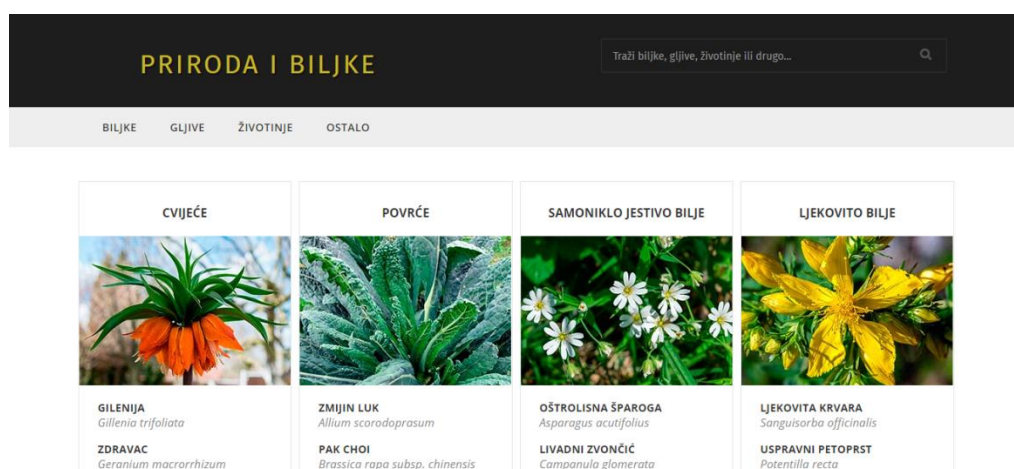 PRIRODA I BILJKE
Traži biljke, gljive, životinje ili drugo...
BILJKE GLJIVE ŽIVOTINJE OSTALO
CVIJEĆE
GILENIJA
Gillenia trifoliata
ZDRAVAC
Geranium macrorrhizum
POVRĆE
ZMIJIN LUK
Allium scorodoprasum
PAK CHOI
Brassica rapa subsp. chinensis
SAMONIKLO JESTIVO BILJE
OŠTROLISNA ŠPAROGA
Asparagus acutifolius
LIVADNI ZVONČIĆ
Campanula glomerata
LJEKOVITO BILJE
LJEKOVITA KRVARA
Sanguisorba officinalis
USPRAVNI PETOPRST
Potentilla recta